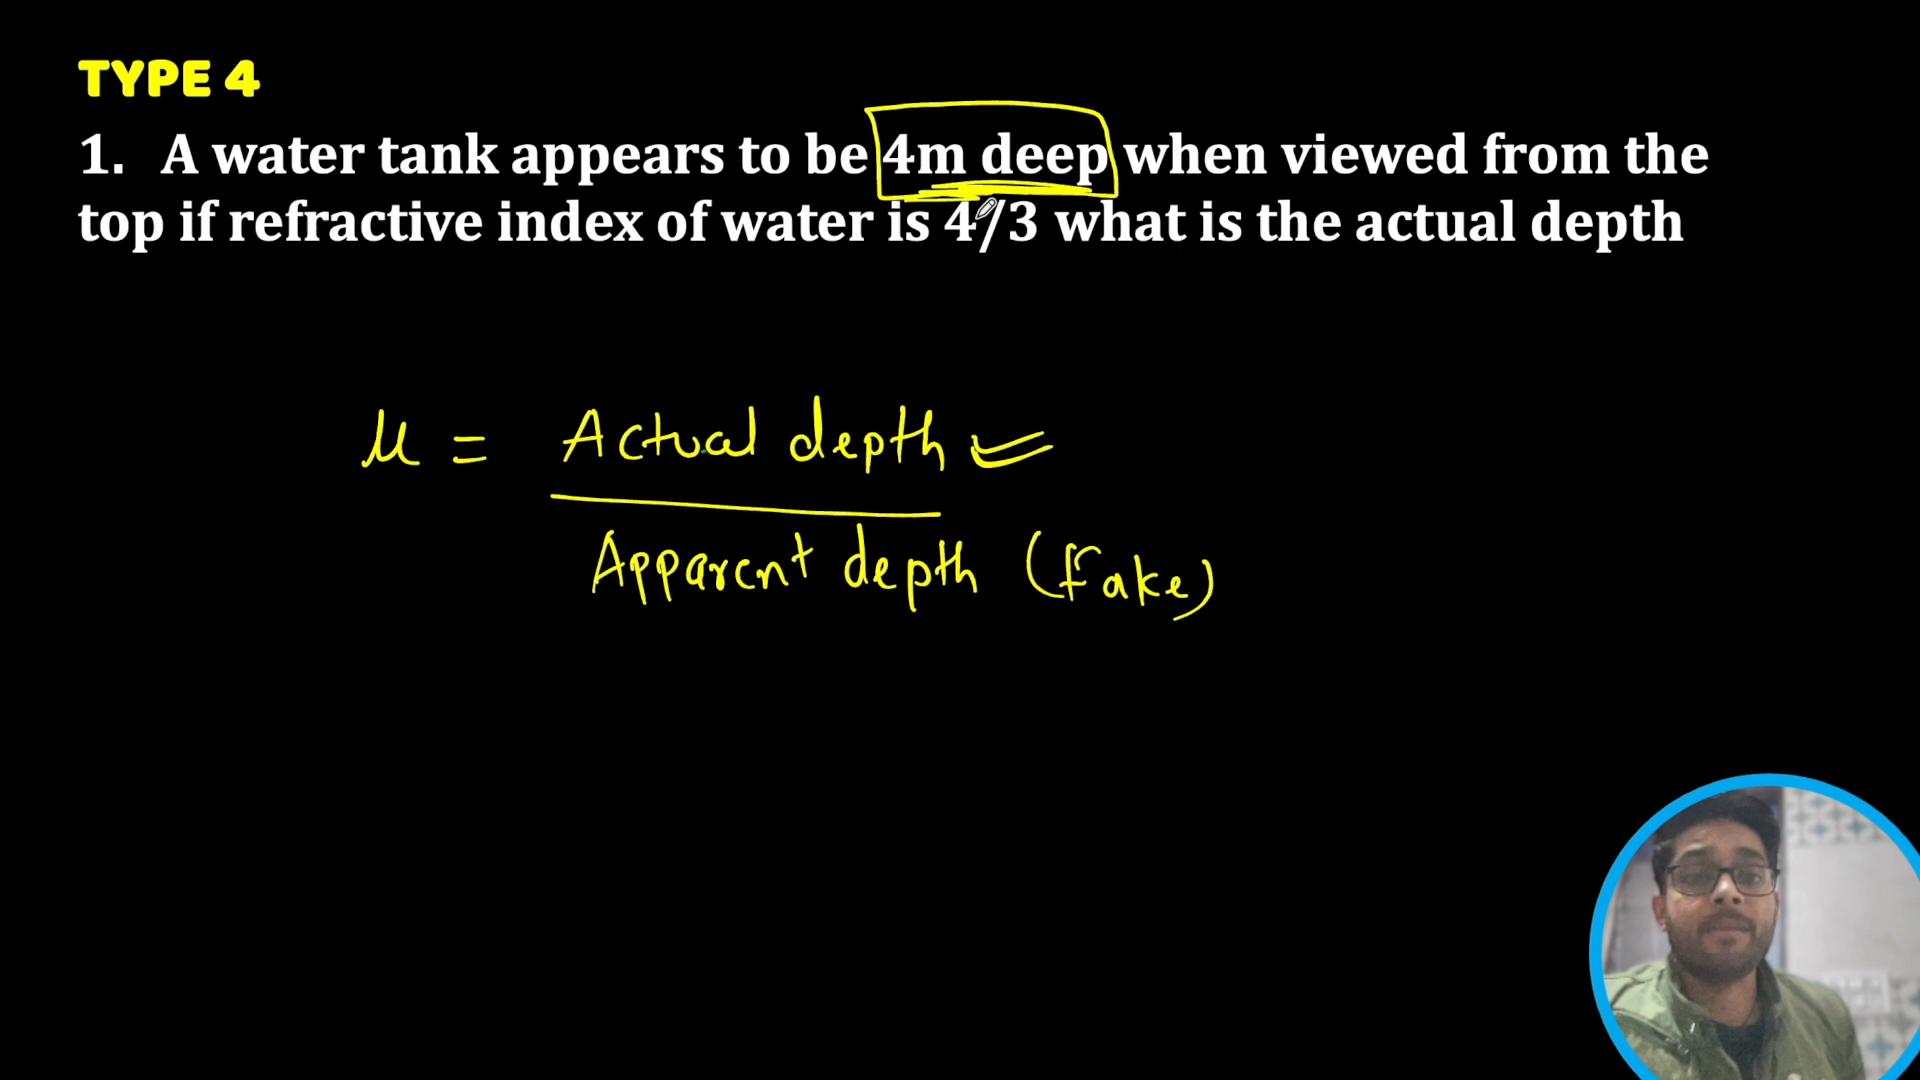 TYPE 4
1. A water tank appears to be 4m deep when viewed from the
top if refractive index of water is 4/3 what is the actual depth
μ = Actual depth
Apparent depth (Fake)